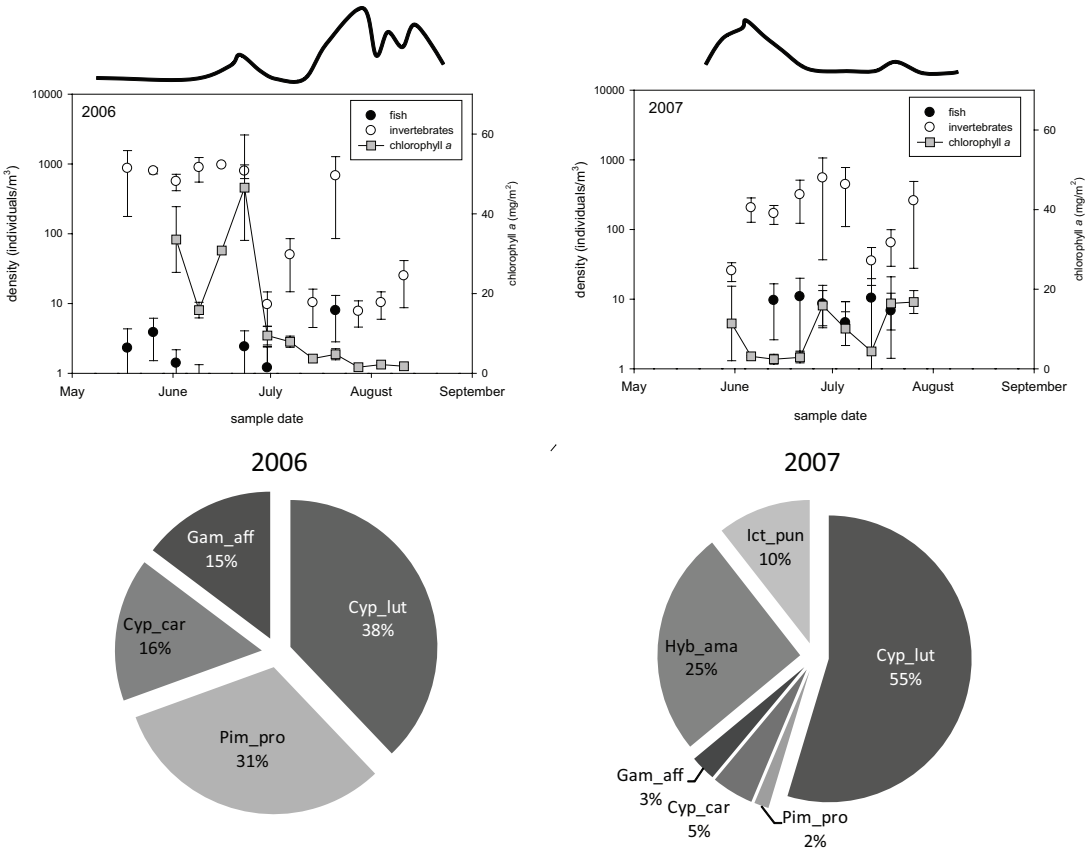 2006
fish
invertebrates
chlorophyll a
10000
1000
100
10
1
60
40
20
0
density (individuals/m³)
chlorophyll a (mg/m²)
May
June
July
August
September
sample date
2007
fish
invertebrates
chlorophyll a
10000
1000
100
10
1
60
40
20
0
density (individuals/m³)
chlorophyll a (mg/m²)
May
June
July
August
September
sample date
2006
Gam_aff
15%
Cyp_lut
38%
Cyp_car
16%
Pim_pro
31%
2007
Ict_pun
10%
Hyb_ama
25%
Cyp_lut
55%
Gam_aff
3%
Cyp_car
5%
Pim_pro
2%